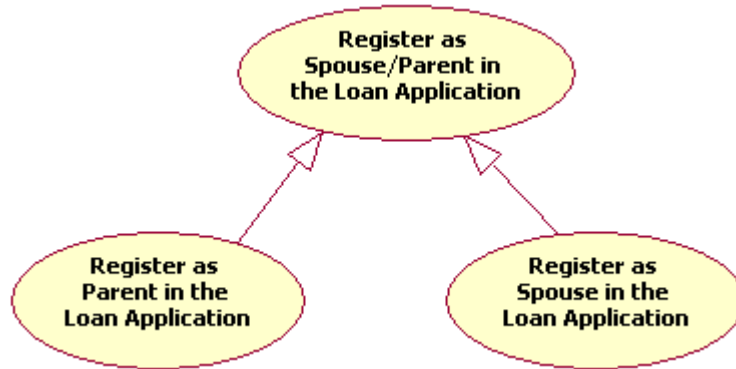 Register as
Spouse/Parent in
the Loan Application
Register as
Parent in the
Loan Application
Register as
Spouse in the
Loan Application